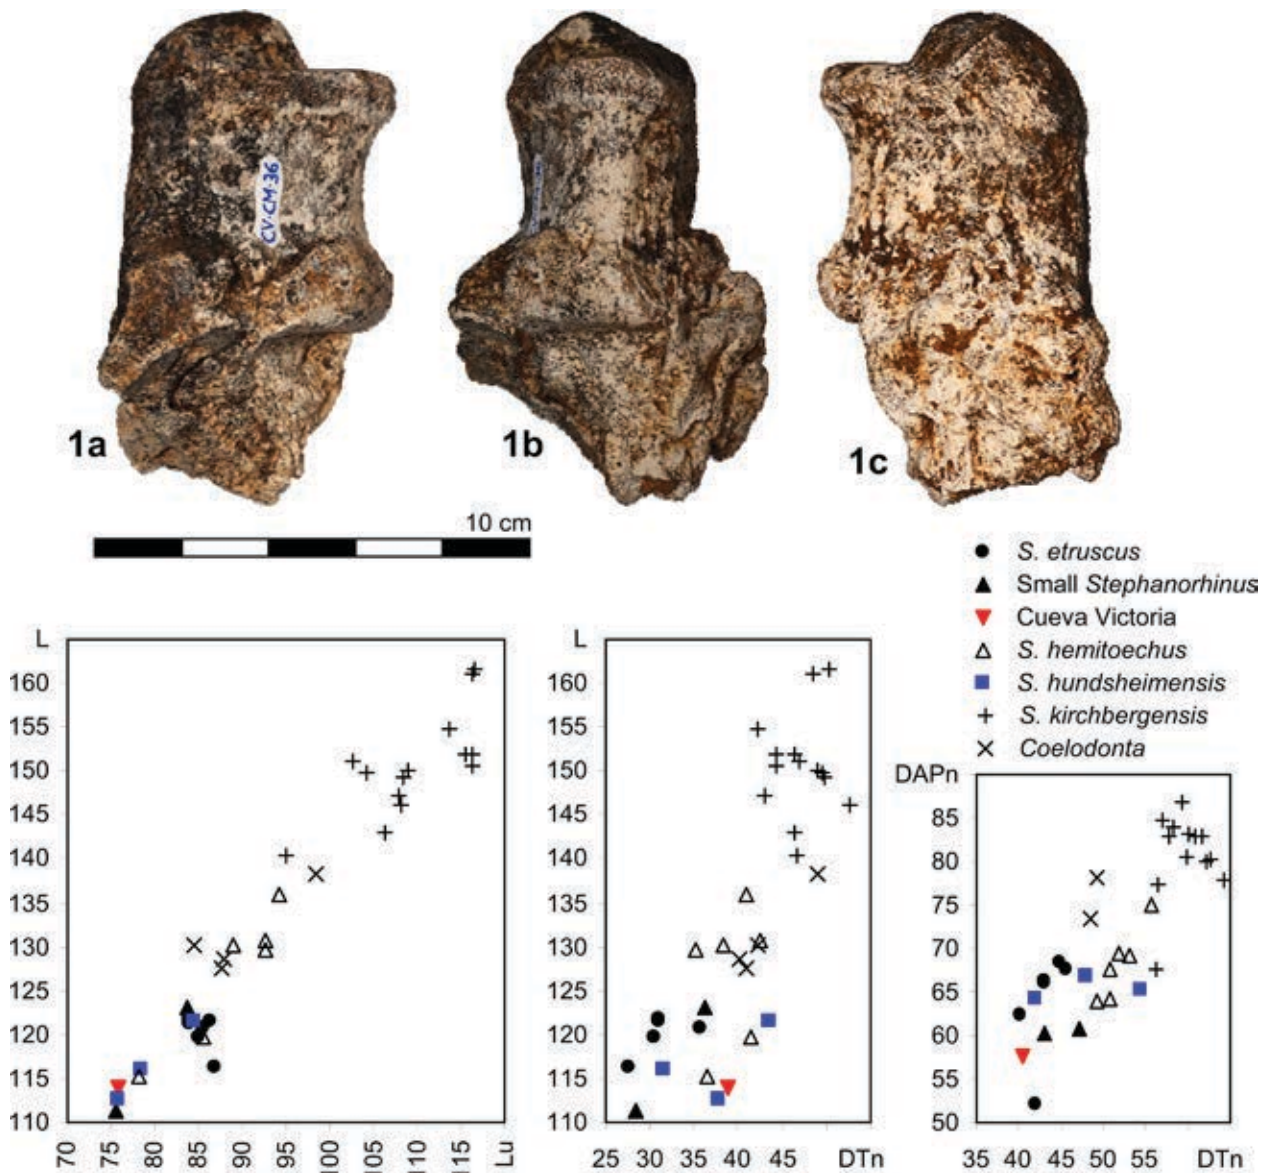 CV-CM-36
1a
1b
1c
10 cm
S. etruscus
Small Stephanorhinus
Cueva Victoria
S. hemitoechus
S. hundsheimensis
S. kirchbergensis
Coelodonta
L
160
155
150
145
140
135
130
125
120
115
110
70
75
80
85
90
95
100
105
110
115
Lu
L
160
155
150
145
140
135
130
125
120
115
110
25
30
35
40
45
DTn
DAPn
85
80
75
70
65
60
55
50
35
40
45
50
55
DTn